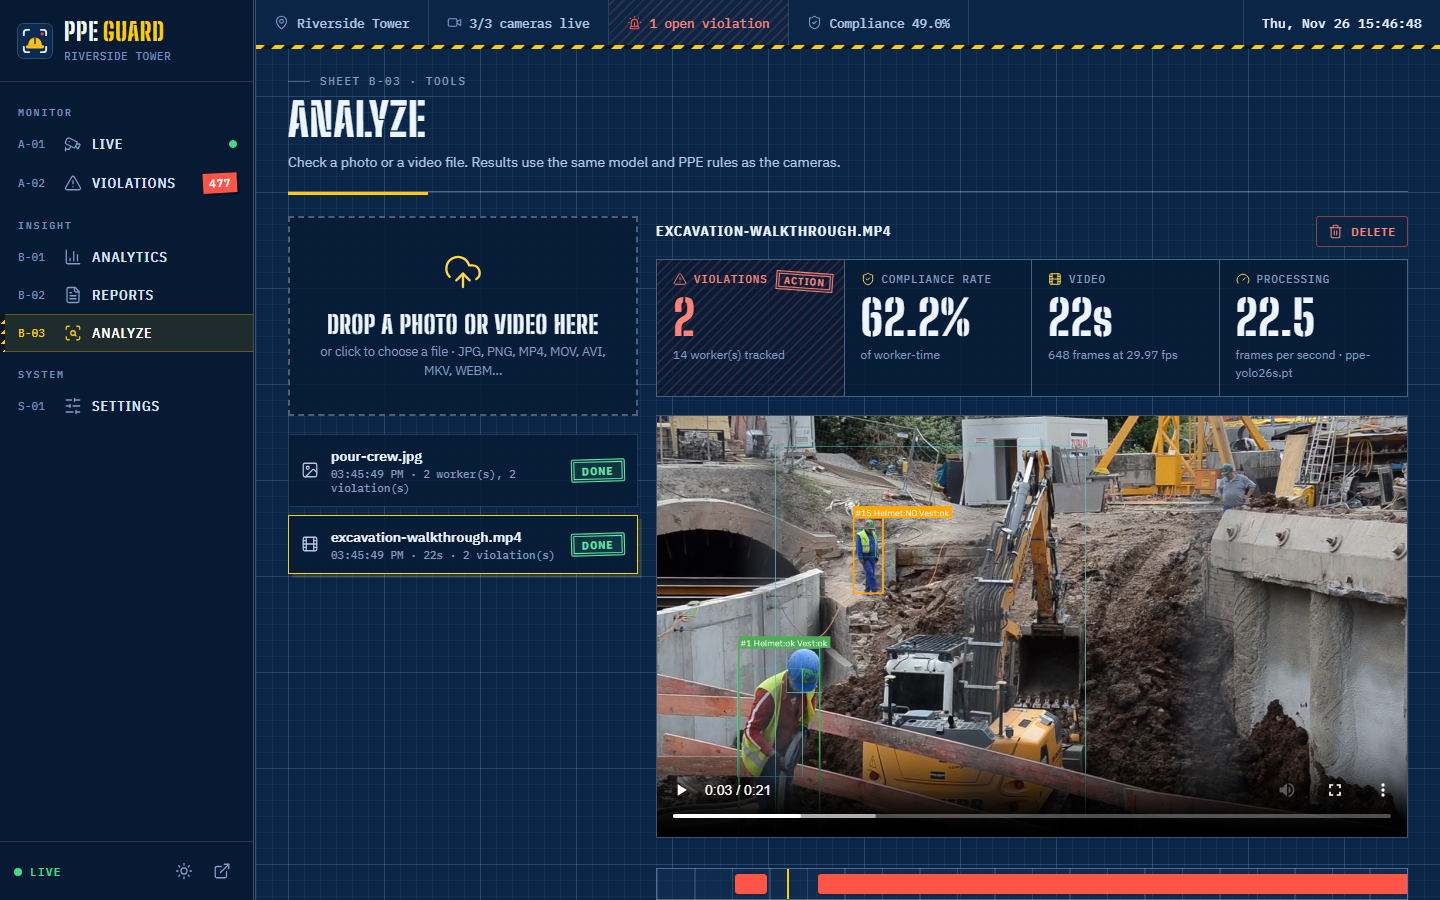 PPE GUARD
RIVERSIDE TOWER
Riverside Tower
3/3 cameras live
1 open violation
Compliance 49.0%
Thu, Nov 26 15:46:48
MONITOR
A-01 LIVE
A-02 VIOLATIONS 477
INSIGHT
B-01 ANALYTICS
B-02 REPORTS
B-03 ANALYZE
SYSTEM
S-01 SETTINGS
LIVE
SHEET B-03 · TOOLS
ANALYZE
Check a photo or a video file. Results use the same model and PPE rules as the cameras.
DROP A PHOTO OR VIDEO HERE
or click to choose a file · JPG, PNG, MP4, MOV, AVI,
MKV, WEBM...
pour-crew.jpg
03:45:49 PM · 2 worker(s), 2
violation(s)
DONE
excavation-walkthrough.mp4
03:45:49 PM · 22s · 2 violation(s)
DONE
EXCAVATION-WALKTHROUGH.MP4
DELETE
VIOLATIONS ACTION
2
14 worker(s) tracked
COMPLIANCE RATE
62.2%
of worker-time
VIDEO
22s
648 frames at 29.97 fps
PROCESSING
22.5
frames per second · ppe-
yolo26s.pt
#15 Helmet:NO Vest:ok
#1 Helmet:ok Vest:ok
0:03 / 0:21